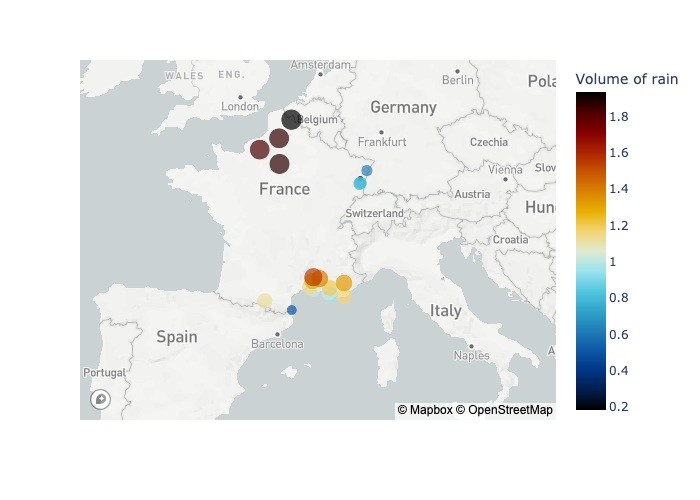 Volume of rain
Amsterdam
WALES ENG.
Berlin
Pola
London
Belgium
Germany
Frankfurt
Czechia
Vienna
Slov
France
Austria
Switzerland
Hung
Croatia
Italy
Spain
Barcelona
Naples
A
Portugal
© Mapbox © OpenStreetMap
1.8
1.6
1.4
1.2
1
0.8
0.6
0.4
0.2